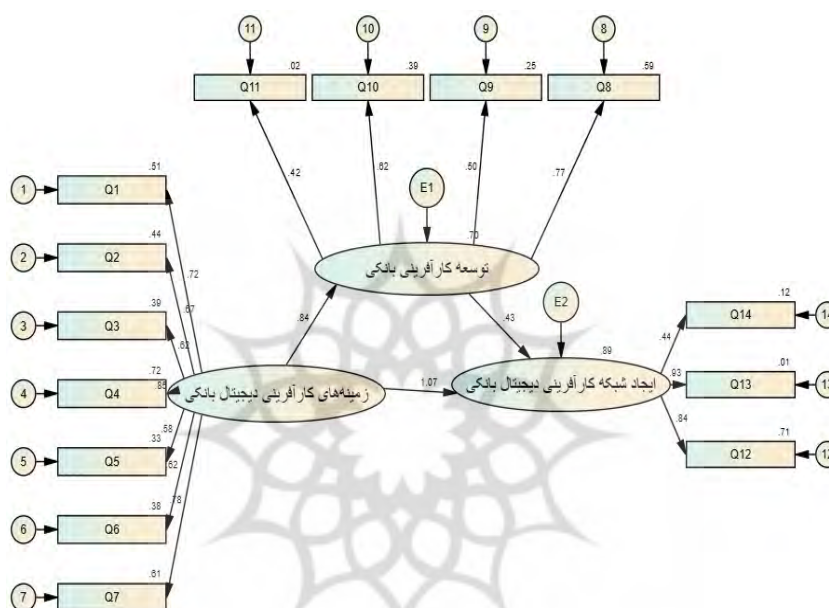 11 10 9 8
.02 .39 .25 .59
Q11 Q10 Q9 Q8
.42 .62 .50 .77
E1
.70
توسعه کارآفرینی بانکی
1 Q1 .51
2 Q2 .44
3 Q3 .39
4 Q4 .72
5 Q5 .33
6 Q6 .38
7 Q7 .61
.72
.67
.62
.85
.58
.62
.78
زمینه‌های کارآفرینی دیجیتال بانکی
.84
1.07
.43
E2
.89
ایجاد شبکه کارآفرینی دیجیتال بانکی
.44
.93
.84
Q14 .12 14
Q13 .01 13
Q12 .71 12